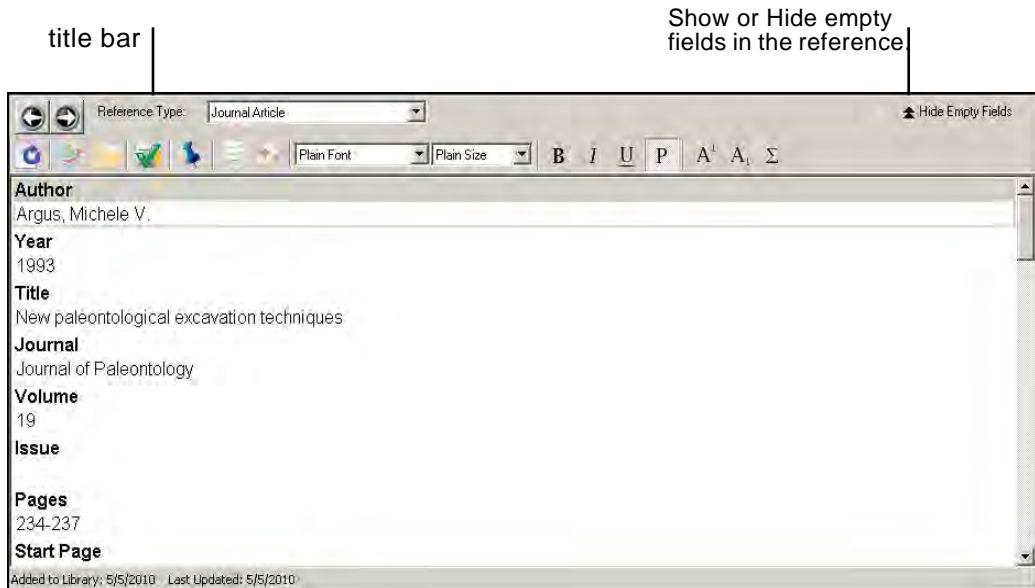 title bar
Show or Hide empty
fields in the reference.
Reference Type: Journal Article
Hide Empty Fields
Plain Font Plain Size B I U P A¹ A₁ Σ
Author
Argus, Michele V.
Year
1993
Title
New paleontological excavation techniques
Journal
Journal of Paleontology
Volume
19
Issue
Pages
234-237
Start Page
Added to Library: 5/5/2010 Last Updated: 5/5/2010